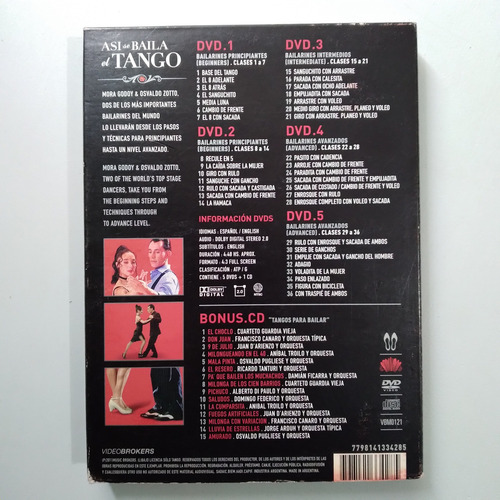 ASI se BAILA
el TANGO
MORA GODOY & OSVALDO ZOTTO,
DOS DE LOS MÁS IMPORTANTES
BAILARINES DEL MUNDO
LO LLEVARÁN DESDE LOS PASOS
Y TÉCNICAS PARA PRINCIPIANTES
HASTA UN NIVEL AVANZADO.
MORA GODOY & OSVALDO ZOTTO,
TWO OF THE WORLD'S TOP STAGE
DANCERS, TAKE YOU FROM
THE BEGINNING STEPS AND
TECHNIQUES THROUGH
TO ADVANCE LEVEL.
DVD.1
BAILARINES PRINCIPIANTES
(BEGINNERS). CLASES 1 a 7
1 BASE DEL TANGO
2 EL 8 ADELANTE
3 EL 8 ATRÁS
4 EL SANGUCHITO
5 MEDIA LUNA
6 CAMBIO DE FRENTE
7 EL 8 CON SACADA
DVD.2
BAILARINES PRINCIPIANTES
(BEGINNERS). CLASES 8 a 14
8 RECULE EN 5
9 LA CAÍDA SOBRE LA MUJER
10 GIRO CON RULO
11 SANGUCHE CON GANCHO
12 RULO CON SACADA Y CASTIGADA
13 SACADA CON CAMBIO DE FRENTE
14 LA HAMACA
INFORMACIÓN DVDS
IDIOMAS . ESPAÑOL / ENGLISH
AUDIO . DOLBY DIGITAL STEREO 2.0
SUBTITLES . ENGLISH
DURACIÓN . 4:40 HS. APROX.
FORMATO . 4:3 FULL SCREEN
CLASIFICACIÓN . ATP / G
CONTIENE . 5 DVDS + 1 CD
DOLBY
DIGITAL
2.0
NTSC
DVD.3
BAILARINES INTERMEDIOS
(INTERMEDIATE) . CLASES 15 a 21
15 SANGUCHITO CON ARRASTRE
16 PARADA CON CALESITA
17 SACADA CON OCHO ADELANTE
18 EMPUJADITA CON SACADA
19 ARRASTRE CON VOLEO
20 MEDIO GIRO CON ARRASTRE, PLANEO Y VOLEO
21 GIRO CON ARRASTRE, PLANEO Y VOLEO
DVD.4
BAILARINES AVANZADOS
(ADVANCED) . CLASES 22 a 28
22 PASITO CON CADENCIA
23 ARROJE CON CAMBIO DE FRENTE
24 PARADITA CON CAMBIO DE FRENTE
25 SACADA CON CAMBIO DE FRENTE Y EMPUJADITA
26 SACADA DE COSTADO / CAMBIO DE FRENTE Y VOLEO
27 ENROSQUE CON RULO
28 ENROSQUE COMPLETO CON VOLEO Y SACADA
DVD.5
BAILARINES AVANZADOS
(ADVANCED) . CLASES 29 a 36
29 RULO CON ENROSQUE Y SACADA DE AMBOS
30 SERIE DE GANCHOS
31 EMPUJE CON SACADA Y GANCHO DEL HOMBRE
32 ADAGIO
33 VOLADITA DE LA MUJER
34 PASO ENLAZADO
35 FIGURA CON BICICLETA
36 CON TRASPIÉ DE AMBOS
BONUS.CD "TANGOS PARA BAILAR"
1 EL CHOCLO . CUARTETO GUARDIA VIEJA
2 DON JUAN . FRANCISCO CANARO Y ORQUESTA TÍPICA
3 9 DE JULIO . JUAN D'ARIENZO Y ORQUESTA
4 MILONGUEANDO EN EL 40 . ANÍBAL TROILO Y ORQUESTA
5 MALA PINTA . OSVALDO PUGLIESE Y ORQUESTA
6 EL RESERO . RICARDO TANTURI Y ORQUESTA
7 PA' QUE BAILEN LOS MUCHACHOS . DAMIÁN FICARRA Y ORQUESTA
8 MILONGA DE LOS CIEN BARRIOS . CUARTETO GUARDIA VIEJA
9 PICHUCO . ALBERTO DI PAULO Y ORQUESTA
10 SALUDOS . DOMINGO FEDERICO Y ORQUESTA
11 LA CUMPARSITA . ANIBAL TROILO Y ORQUESTA
12 FUEGOS ARTIFICIALES . JUAN D'ARIENZO Y ORQUESTA
13 MILONGA CON VARIACION . FRANCISCO CANARO Y ORQUESTA
14 LLUVIA DE ESTRELLAS . JORGE ARDUH Y ORQUESTA TÍPICA
15 AMURADO . OSVALDO PUGLIESE Y ORQUESTA
DVD
VIDEO
VBM0121
VIDEOBROKERS
7798141334285